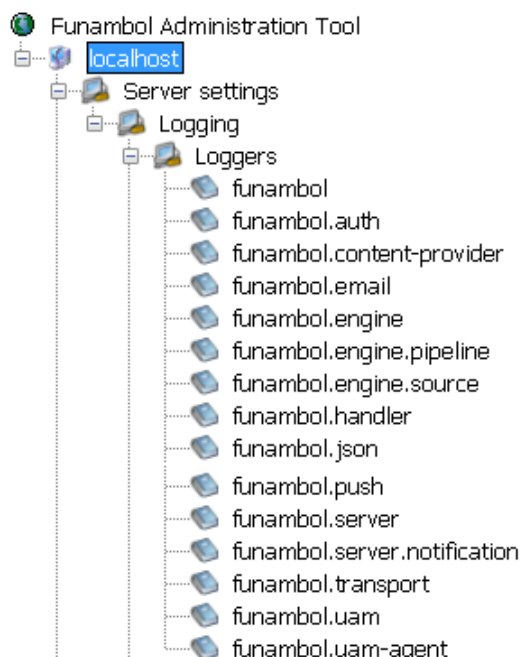 Funambol Administration Tool
localhost
Server settings
Logging
Loggers
funambol
funambol.auth
funambol.content-provider
funambol.email
funambol.engine
funambol.engine.pipeline
funambol.engine.source
funambol.handler
funambol.json
funambol.push
funambol.server
funambol.server.notification
funambol.transport
funambol.uam
funambol.uam-agent